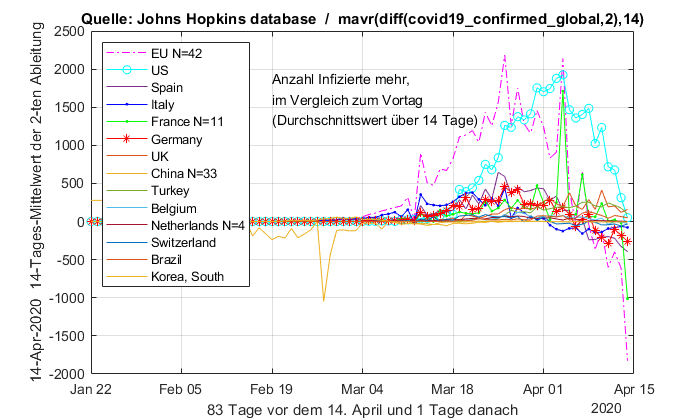 Quelle: Johns Hopkins database / mavr(diff(covid19_confirmed_global,2),14)
14-Apr-2020 14-Tages-Mittelwert der 2-ten Ableitung
2500
2000
1500
1000
500
0
-500
-1000
-1500
-2000
EU N=42
US
Spain
Italy
France N=11
Germany
UK
China N=33
Turkey
Belgium
Netherlands N=4
Switzerland
Brazil
Korea, South
Anzahl Infizierte mehr,
im Vergleich zum Vortag
(Durchschnittswert über 14 Tage)
Jan 22
Feb 05
Feb 19
Mar 04
Mar 18
Apr 01
Apr 15
2020
83 Tage vor dem 14. April und 1 Tage danach